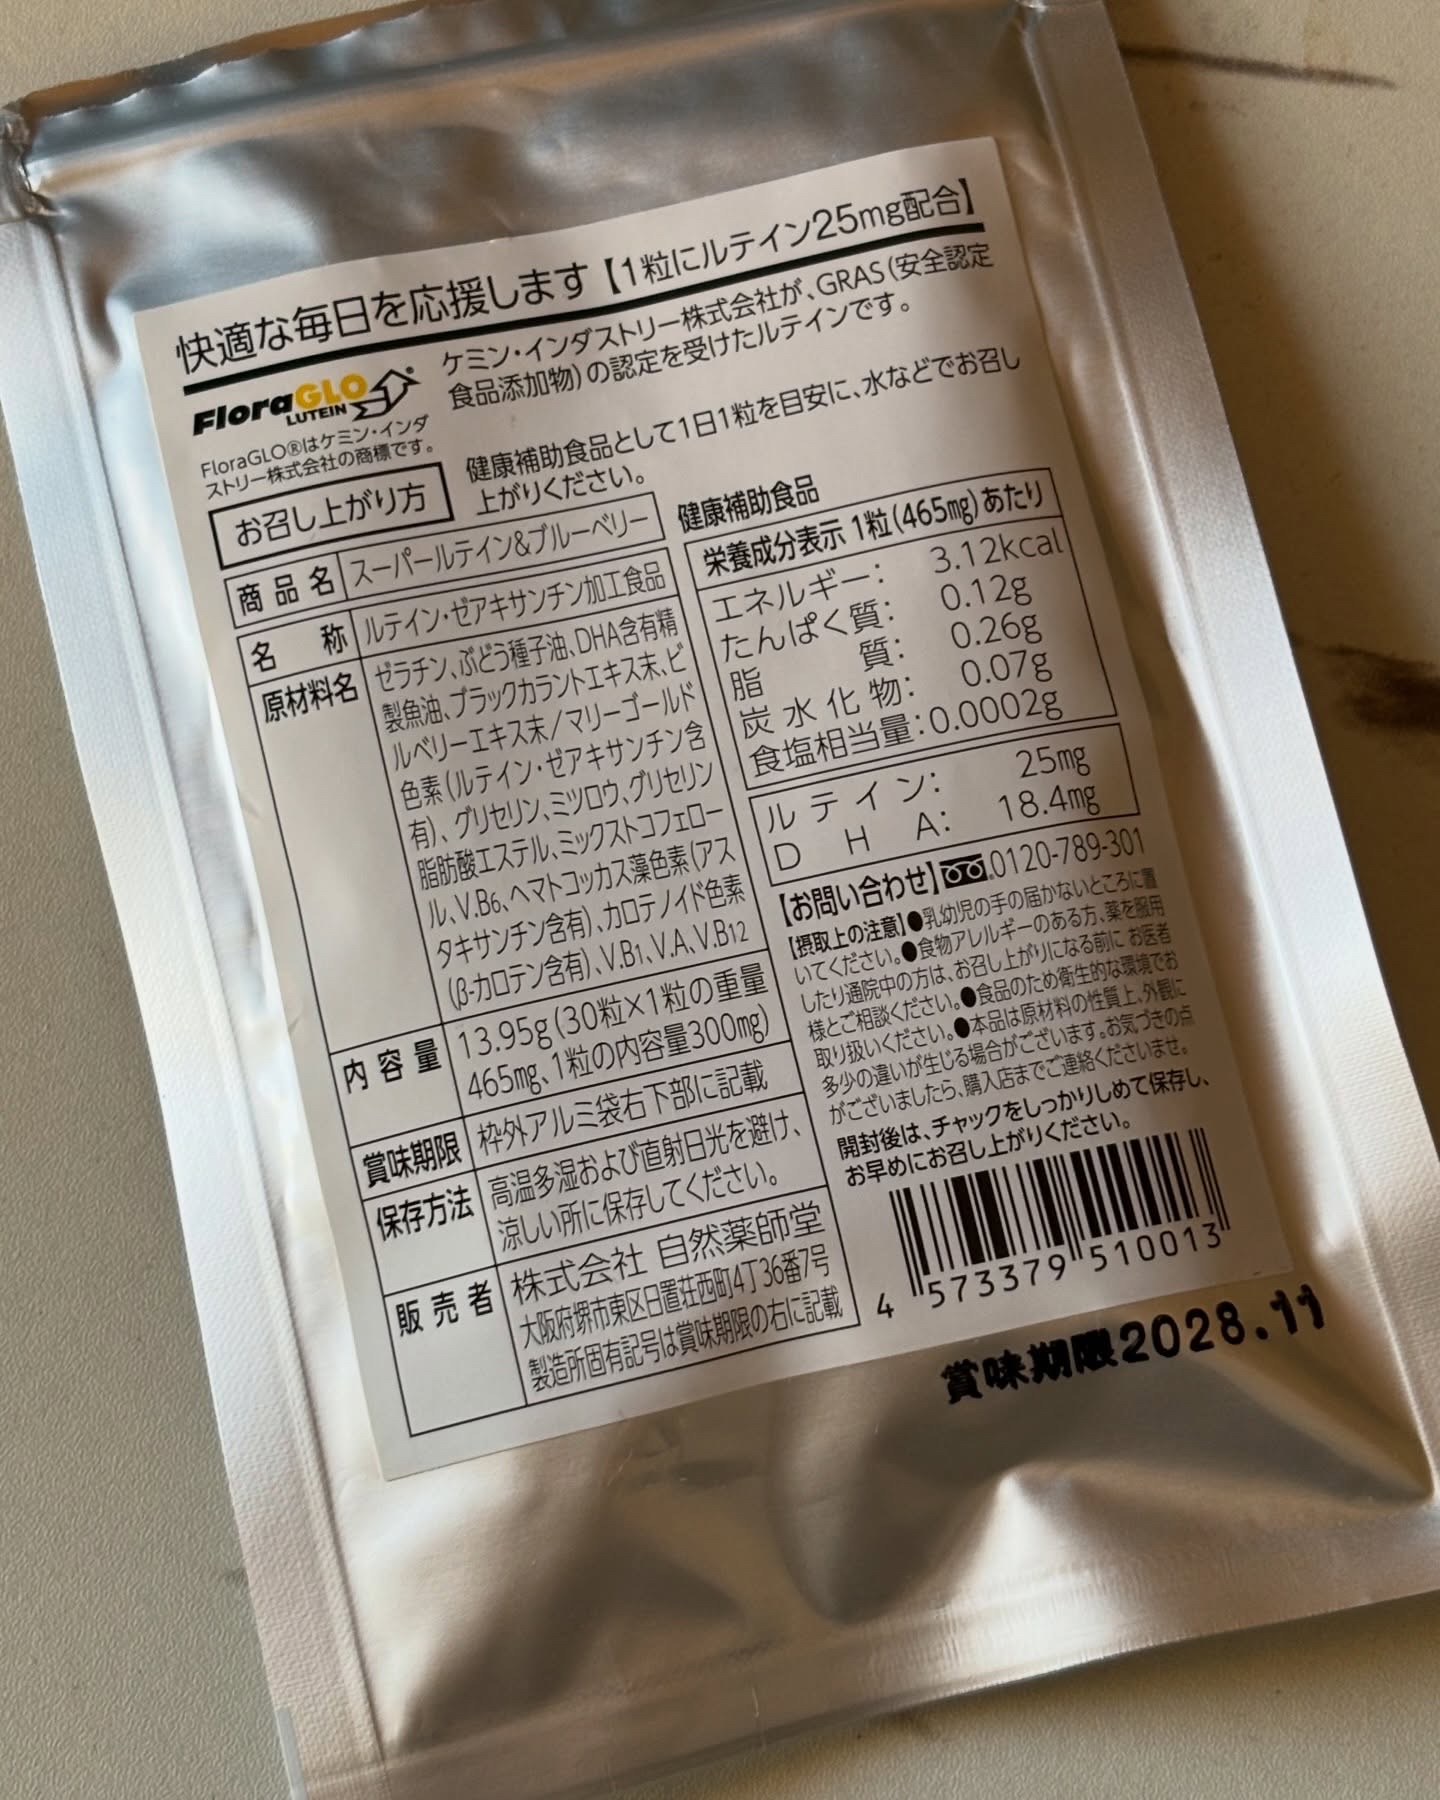 快適な毎日を応援します【1粒にルテイン25mg配合】
FloraGLO®
LUTEIN
FloraGLO®はケミン・インダ
ストリー株式会社の商標です。
ケミン・インダストリー株式会社が、GRAS(安全認定
食品添加物)の認定を受けたルテインです。
お召し上がり方
健康補助食品として1日1粒を目安に、水などでお召し
上がりください。
商品名 スーパールテイン&ブルーベリー
名 称 ルテイン・ゼアキサンチン加工食品
原材料名 ゼラチン、ぶどう種子油、DHA含有精
製魚油、ブラックカラントエキス末、ビ
ルベリーエキス末/マリーゴールド
色素(ルテイン・ゼアキサンチン含
有)、グリセリン、ミツロウ、グリセリン
脂肪酸エステル、ミックストコフェロー
ル、V.B6、ヘマトコッカス藻色素(アス
タキサンチン含有)、カロテノイド色素
(β-カロテン含有)、V.B1、V.A、V.B12
内容量 13.95g(30粒×1粒の重量
465mg、1粒の内容量300mg)
賞味期限 枠外アルミ袋右下部に記載
保存方法 高温多湿および直射日光を避け、
涼しい所に保存してください。
販売者 株式会社 自然薬師堂
大阪府堺市東区日置荘西町4丁36番7号
製造所固有記号は賞味期限の右に記載
健康補助食品
栄養成分表示 1粒(465mg)あたり
エネルギー: 3.12kcal
たんぱく質: 0.12g
脂 質: 0.26g
炭水化物: 0.07g
食塩相当量: 0.0002g
ルテイン: 25mg
DHA: 18.4mg
【お問い合わせ】0120-789-301
【摂取上の注意】●乳幼児の手の届かないところに置
いてください。●食物アレルギーのある方、薬を服用
したり通院中の方は、お召し上がりになる前に お医者
様とご相談ください。●食品のため衛生的な環境でお
取り扱いください。●本品は原材料の性質上、外観に
多少の違いが生じる場合がございます。お気づきの点
がございましたら、購入店までご連絡くださいませ。
開封後は、チャックをしっかりしめて保存し、
お早めにお召し上がりください。
4 573379 510013
賞味期限2028.11